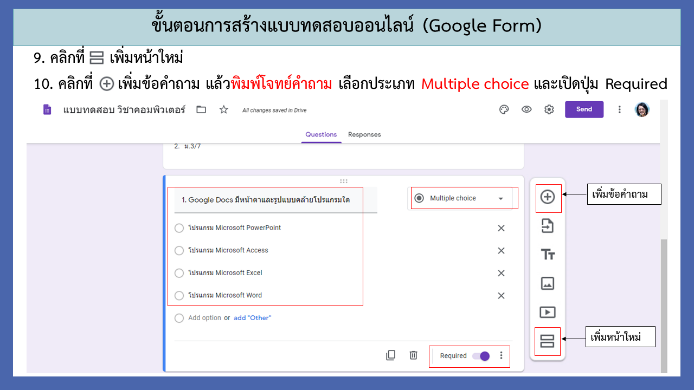 ขั้นตอนการสร้างแบบทดสอบออนไลน์ (Google Form)
9. คลิกที่ เพิ่มหน้าใหม่
10. คลิกที่ เพิ่มข้อคำถาม แล้วพิมพ์โจทย์คำถาม เลือกประเภท Multiple choice และเปิดปุ่ม Required
แบบทดสอบ วิชาคอมพิวเตอร์ All changes saved in Drive Send
Questions Responses
2. ม.3/7
1. Google Docs มีหน้าตาและรูปแบบคล้ายโปรแกรมใด Multiple choice
เพิ่มข้อคำถาม
โปรแกรม Microsoft PowerPoint
โปรแกรม Microsoft Access
Tт
โปรแกรม Microsoft Excel
โปรแกรม Microsoft Word
Add option or add "Other"
เพิ่มหน้าใหม่
Required